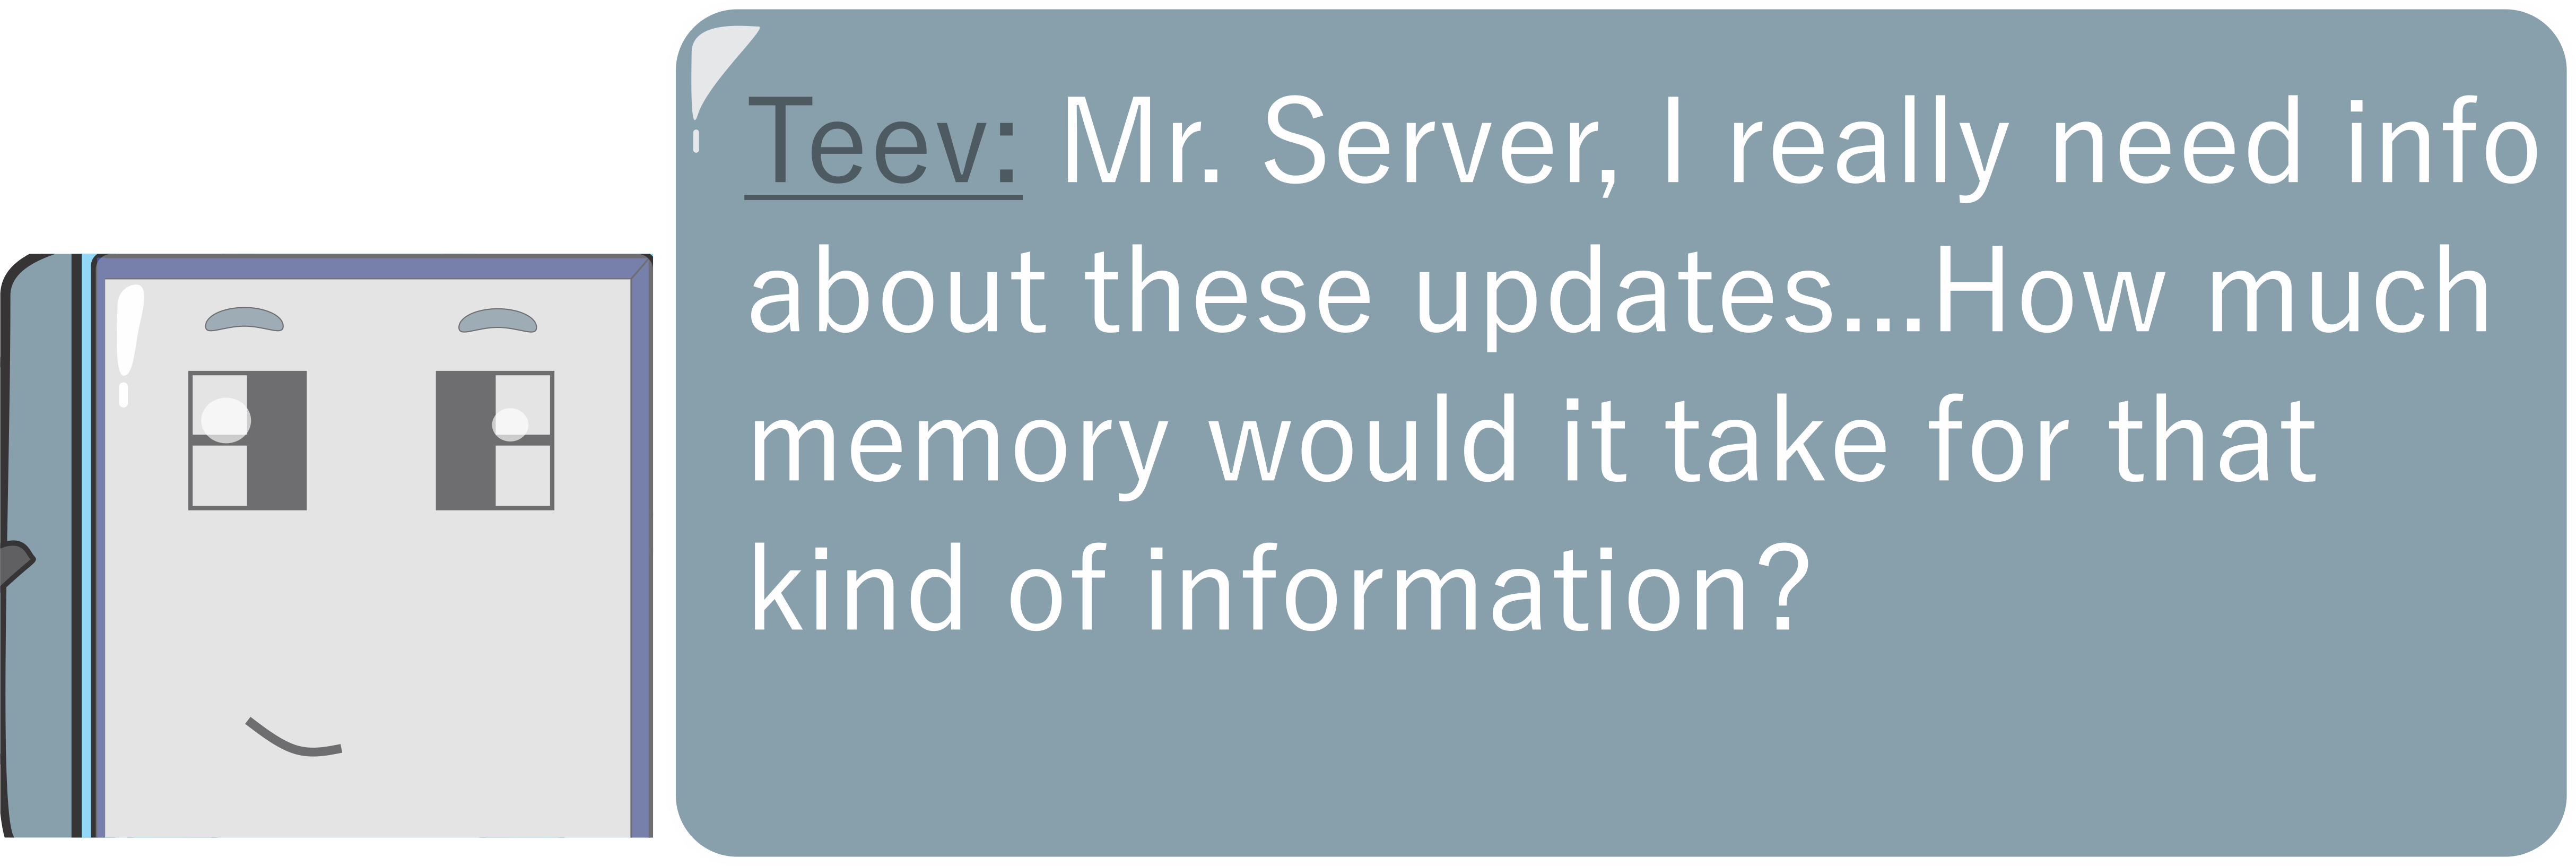 Teev: Mr. Server, I really need info
about these updates...How much
memory would it take for that
kind of information?